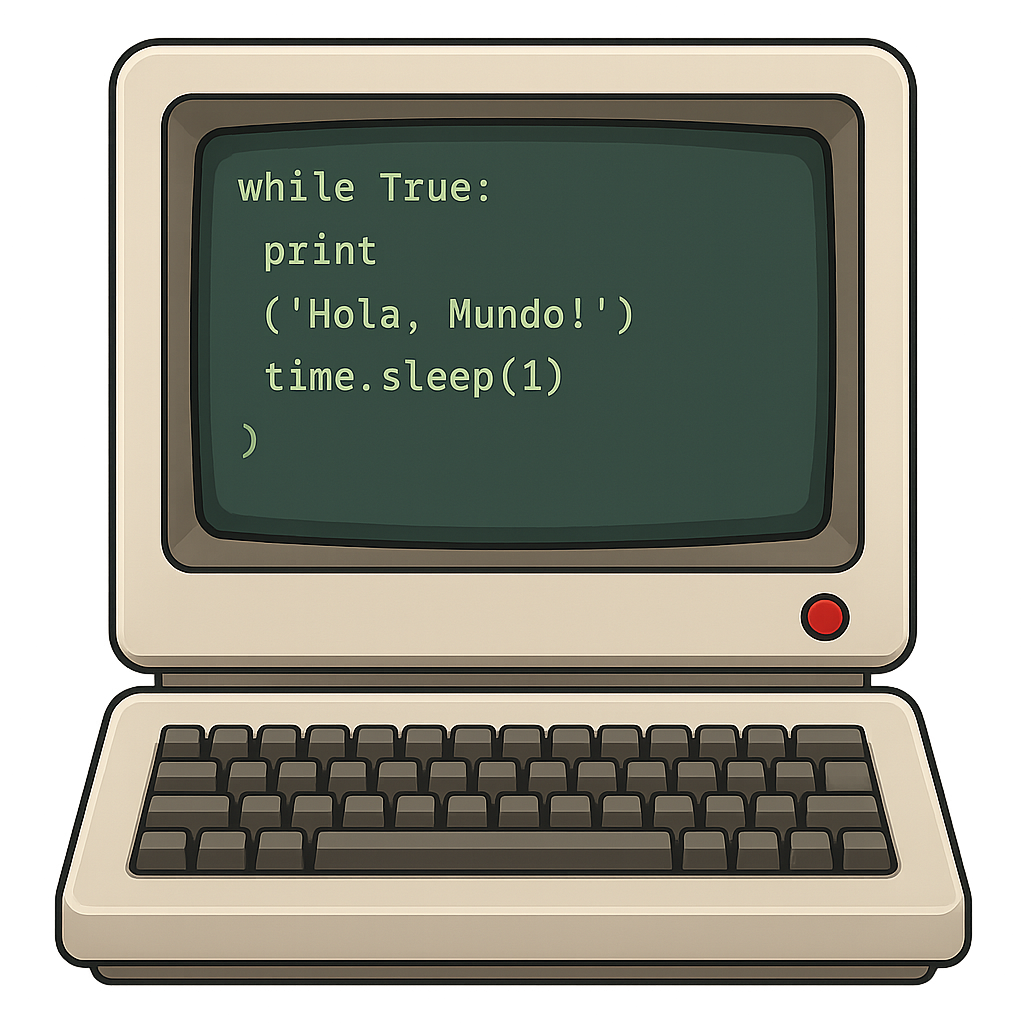 while True:
 print
 ('Hola, Mundo!')
 time.sleep(1)
)